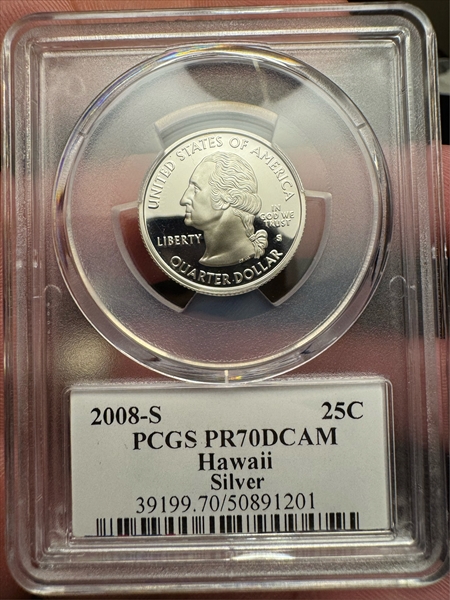 UNITED STATES OF AMERICA
IN
GOD WE
TRUST
LIBERTY
S
QUARTER DOLLAR
2008-S 25C
PCGS PR70DCAM
Hawaii
Silver
39199.70/50891201